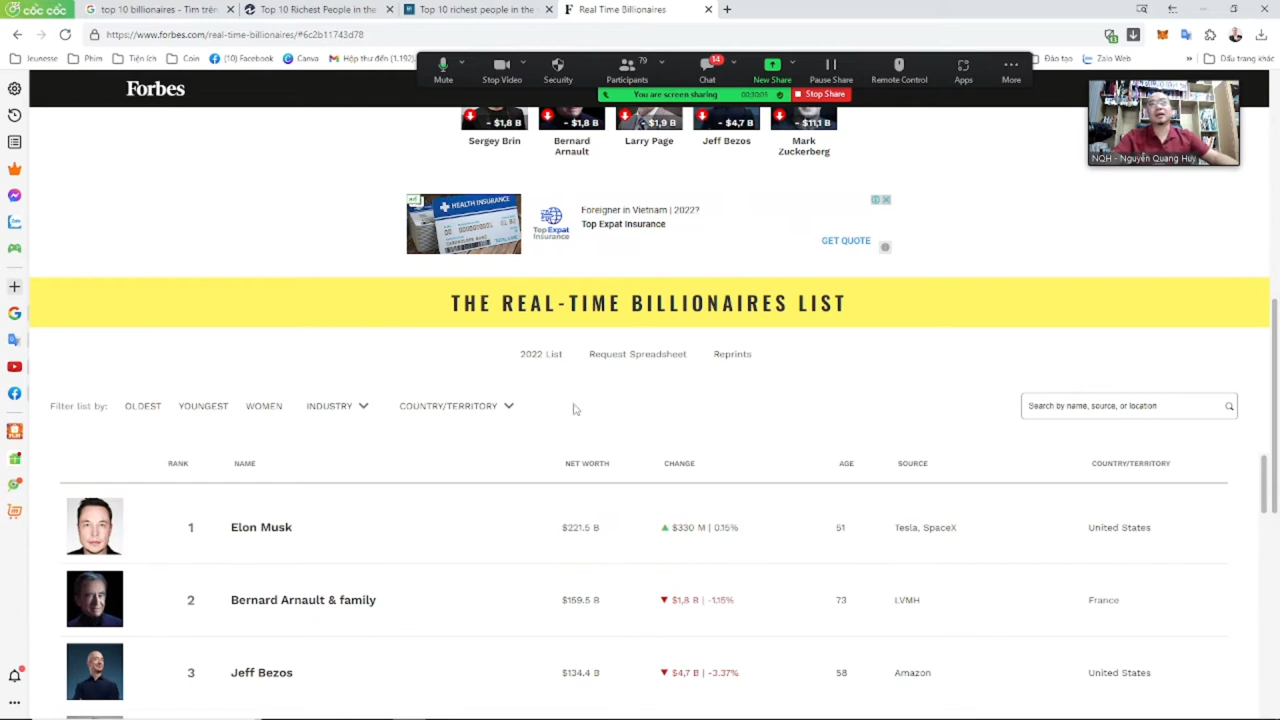 cốc cốc
top 10 billionaires - Tìm trên
Top 10 Richest People in the
Top 10 richest people in the
Real Time Billionaires
https://www.forbes.com/real-time-billionaires/#6c2b11743d78
Jeunesse
Phim
Tiện ích
Coin
(10) Facebook
Canva
Hộp thư đến (1.192)
Đào tạo
Zalo Web
Dấu trang khác
79
14
Mute
Stop Video
Security
Participants
Chat
New Share
Pause Share
Remote Control
Apps
More
You are screen sharing
Stop Share
Forbes
NQH - Nguyễn Quang Huy
- $1,8 B
- $1,8 B
- $1,9 B
- $4,7 B
- $11,1 B
Sergey Brin
Bernard Arnault
Larry Page
Jeff Bezos
Mark Zuckerberg
HEALTH INSURANCE
Top Expat
Insurance
Foreigner in Vietnam | 2022?
Top Expat Insurance
GET QUOTE
THE REAL-TIME BILLIONAIRES LIST
2022 List
Request Spreadsheet
Reprints
Filter list by:
OLDEST
YOUNGEST
WOMEN
INDUSTRY
COUNTRY/TERRITORY
Search by name, source, or location
RANK NAME NET WORTH CHANGE AGE SOURCE COUNTRY/TERRITORY
1 Elon Musk $221.5 B $330 M | 0.15% 51 Tesla, SpaceX United States
2 Bernard Arnault & family $159.5 B $1,8 B | -1.15% 73 LVMH France
3 Jeff Bezos $134.4 B $4,7 B | -3.37% 58 Amazon United States